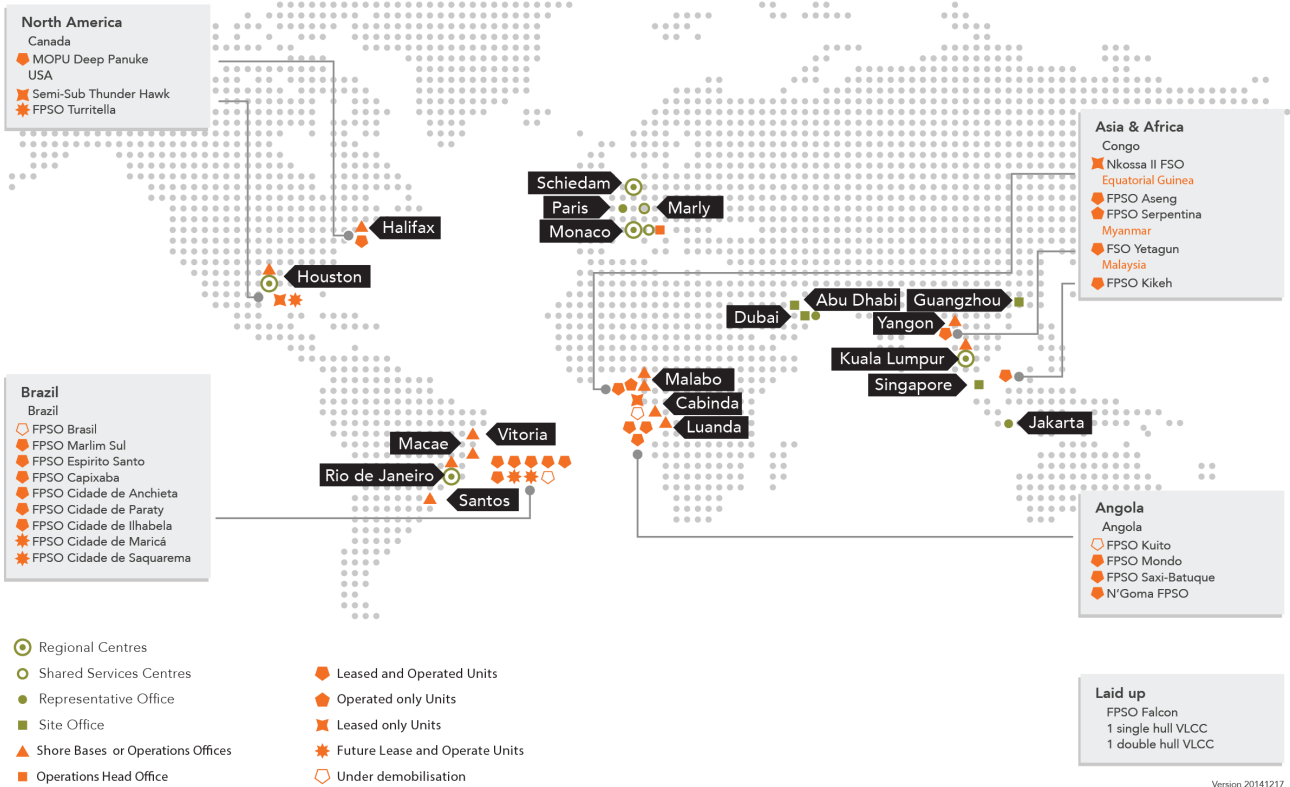 North America
Canada
MOPU Deep Panuke
USA
Semi-Sub Thunder Hawk
FPSO Turritella
Asia & Africa
Congo
Nkossa II FSO
Equatorial Guinea
FPSO Aseng
FPSO Serpentina
Myanmar
FSO Yetagun
Malaysia
FPSO Kikeh
Schiedam
Paris
Marly
Monaco
Halifax
Houston
Abu Dhabi
Guangzhou
Dubai
Yangon
Kuala Lumpur
Singapore
Malabo
Cabinda
Luanda
Jakarta
Vitoria
Macae
Rio de Janeiro
Santos
Brazil
Brazil
FPSO Brasil
FPSO Marlim Sul
FPSO Espirito Santo
FPSO Capixaba
FPSO Cidade de Anchieta
FPSO Cidade de Paraty
FPSO Cidade de Ilhabela
FPSO Cidade de Maricá
FPSO Cidade de Saquarema
Angola
Angola
FPSO Kuito
FPSO Mondo
FPSO Saxi-Batuque
N'Goma FPSO
Regional Centres
Shared Services Centres
Representative Office
Site Office
Shore Bases or Operations Offices
Operations Head Office
Leased and Operated Units
Operated only Units
Leased only Units
Future Lease and Operate Units
Under demobilisation
Laid up
FPSO Falcon
1 single hull VLCC
1 double hull VLCC
Version 20141217